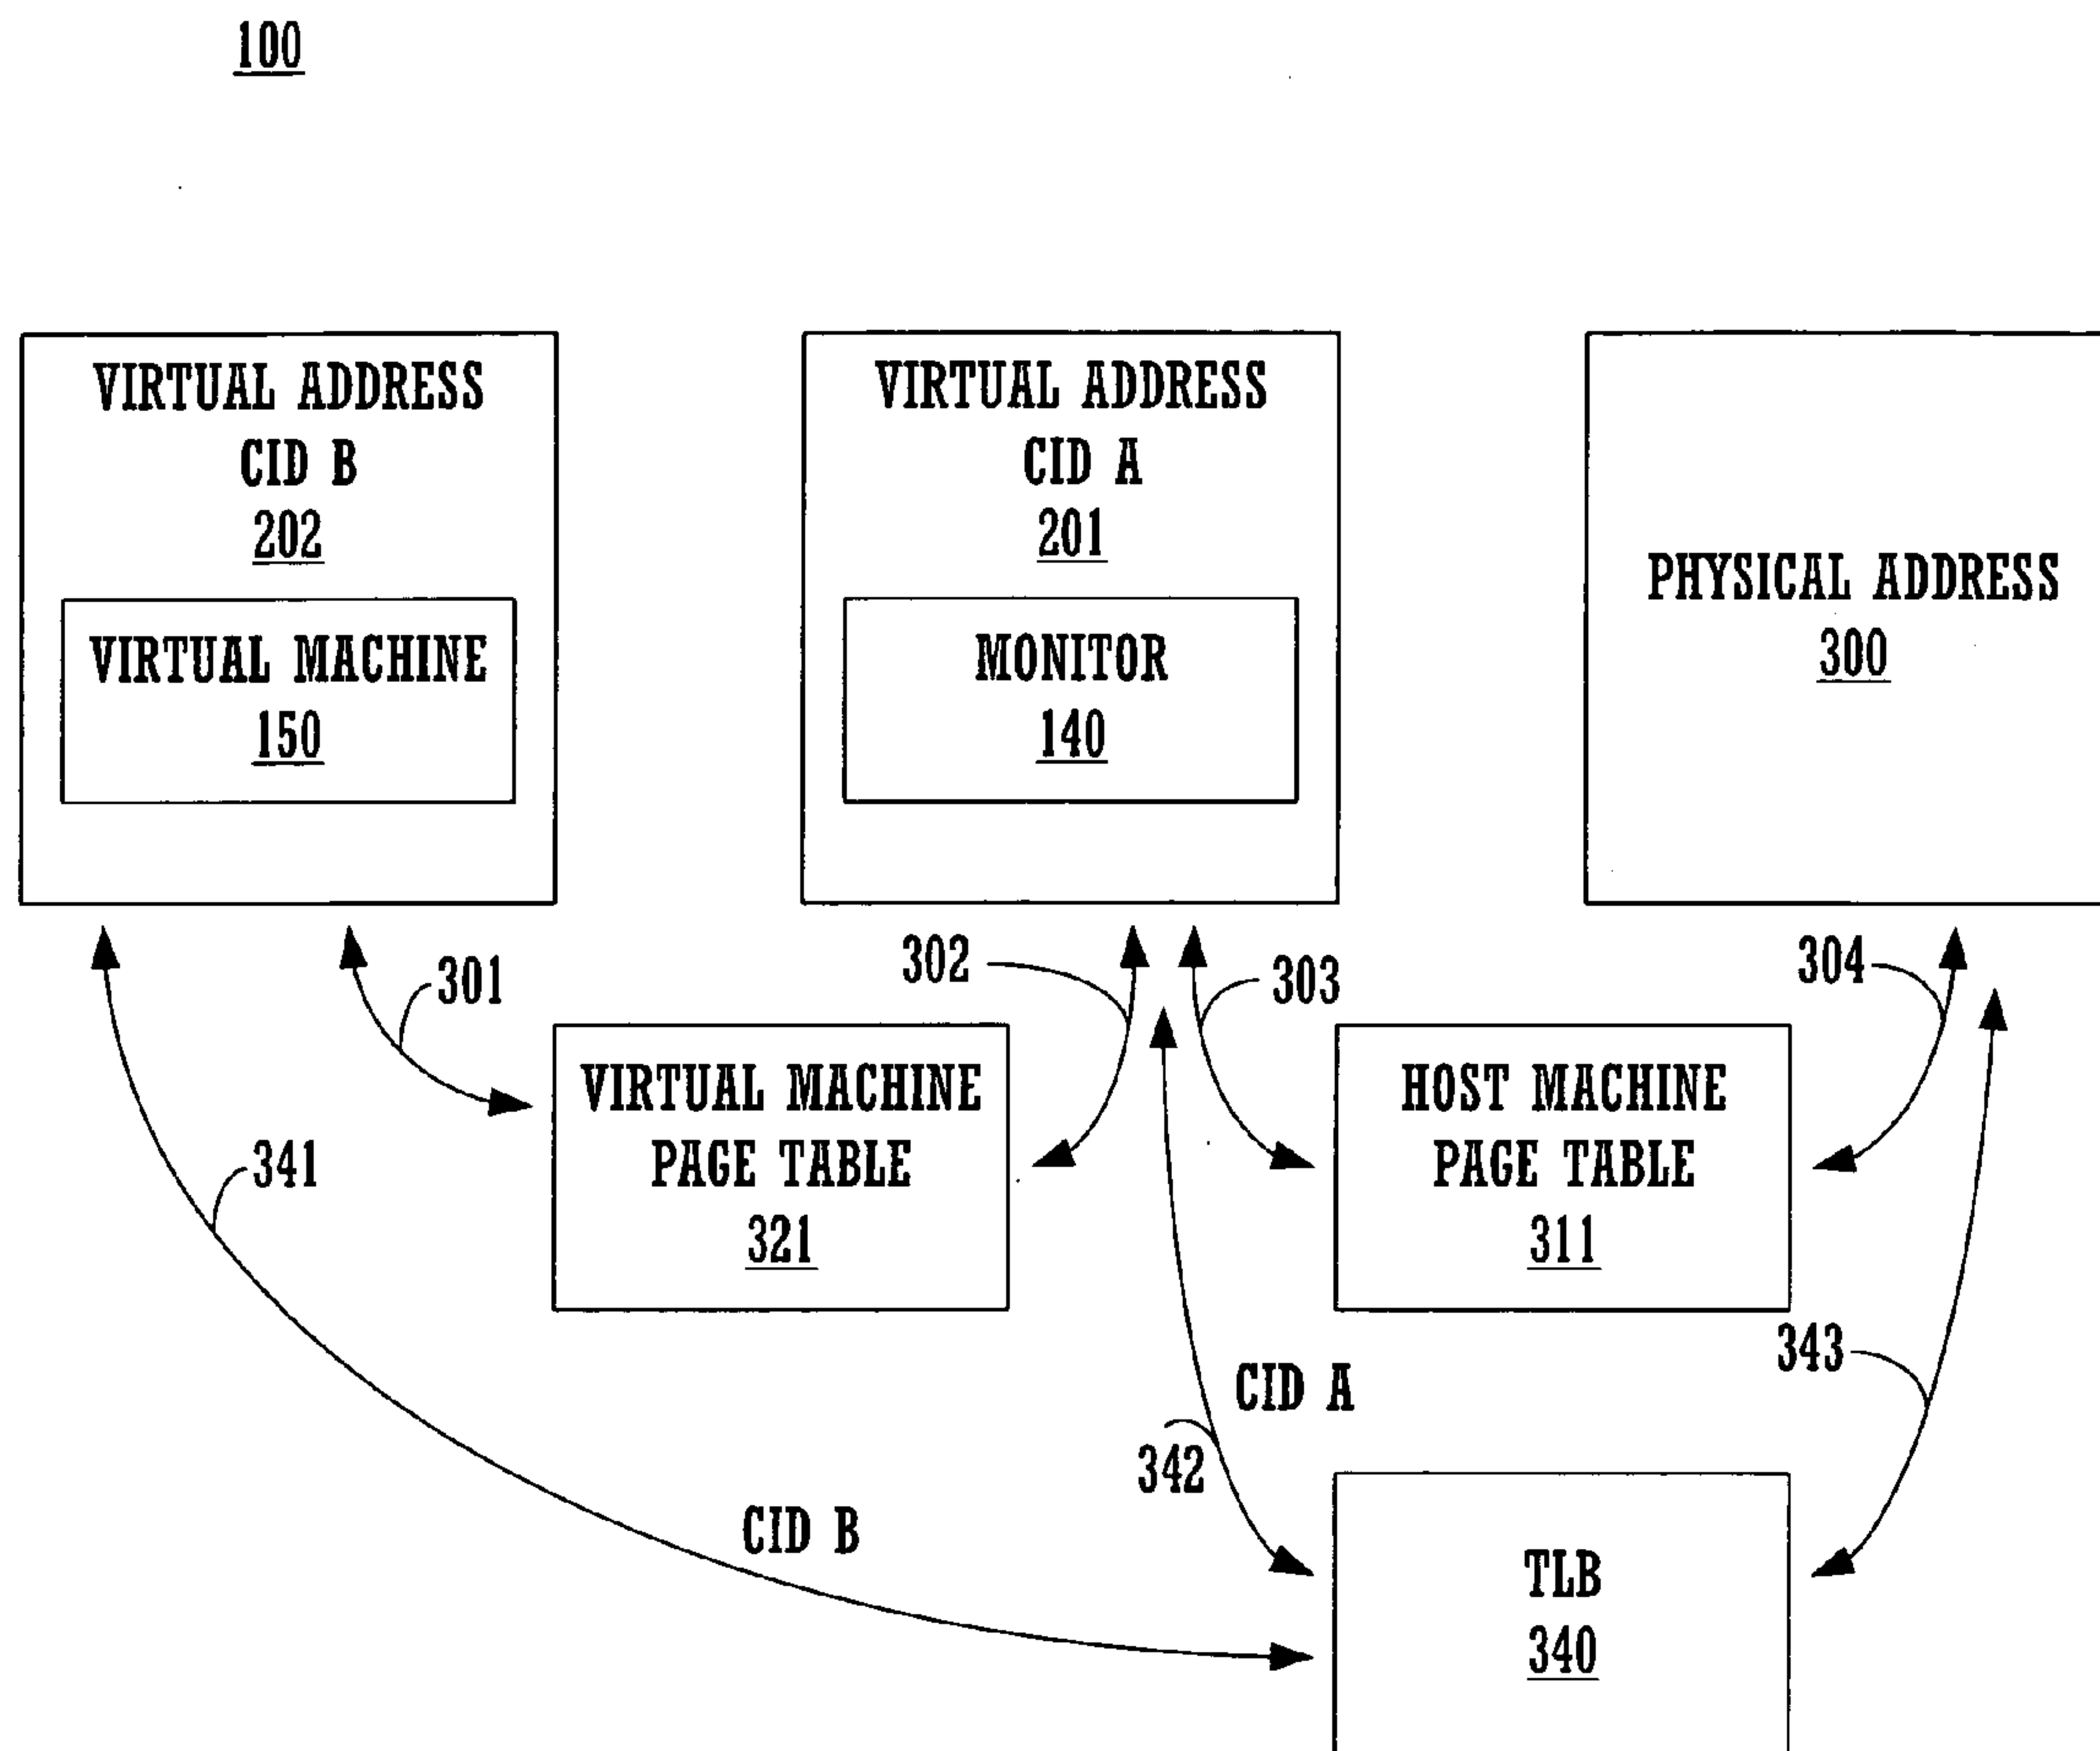 100
VIRTUAL ADDRESS
CID B
202
VIRTUAL MACHINE
150
VIRTUAL ADDRESS
CID A
201
MONITOR
140
PHYSICAL ADDRESS
300
301
302
303
304
VIRTUAL MACHINE
PAGE TABLE
321
HOST MACHINE
PAGE TABLE
311
341
343
CID A
342
CID B
TLB
340